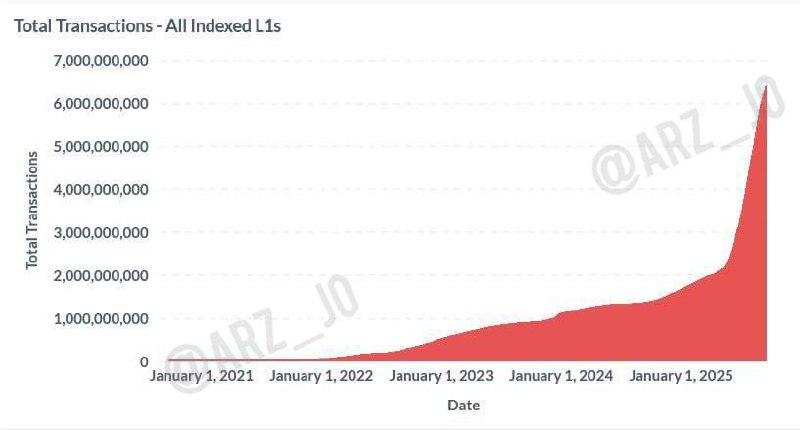 Total Transactions - All Indexed L1s
7,000,000,000
6,000,000,000
5,000,000,000
4,000,000,000
3,000,000,000
2,000,000,000
1,000,000,000
0
Total Transactions
January 1, 2021 January 1, 2022 January 1, 2023 January 1, 2024 January 1, 2025
Date
@ARZ__JO
@ARZ__JO